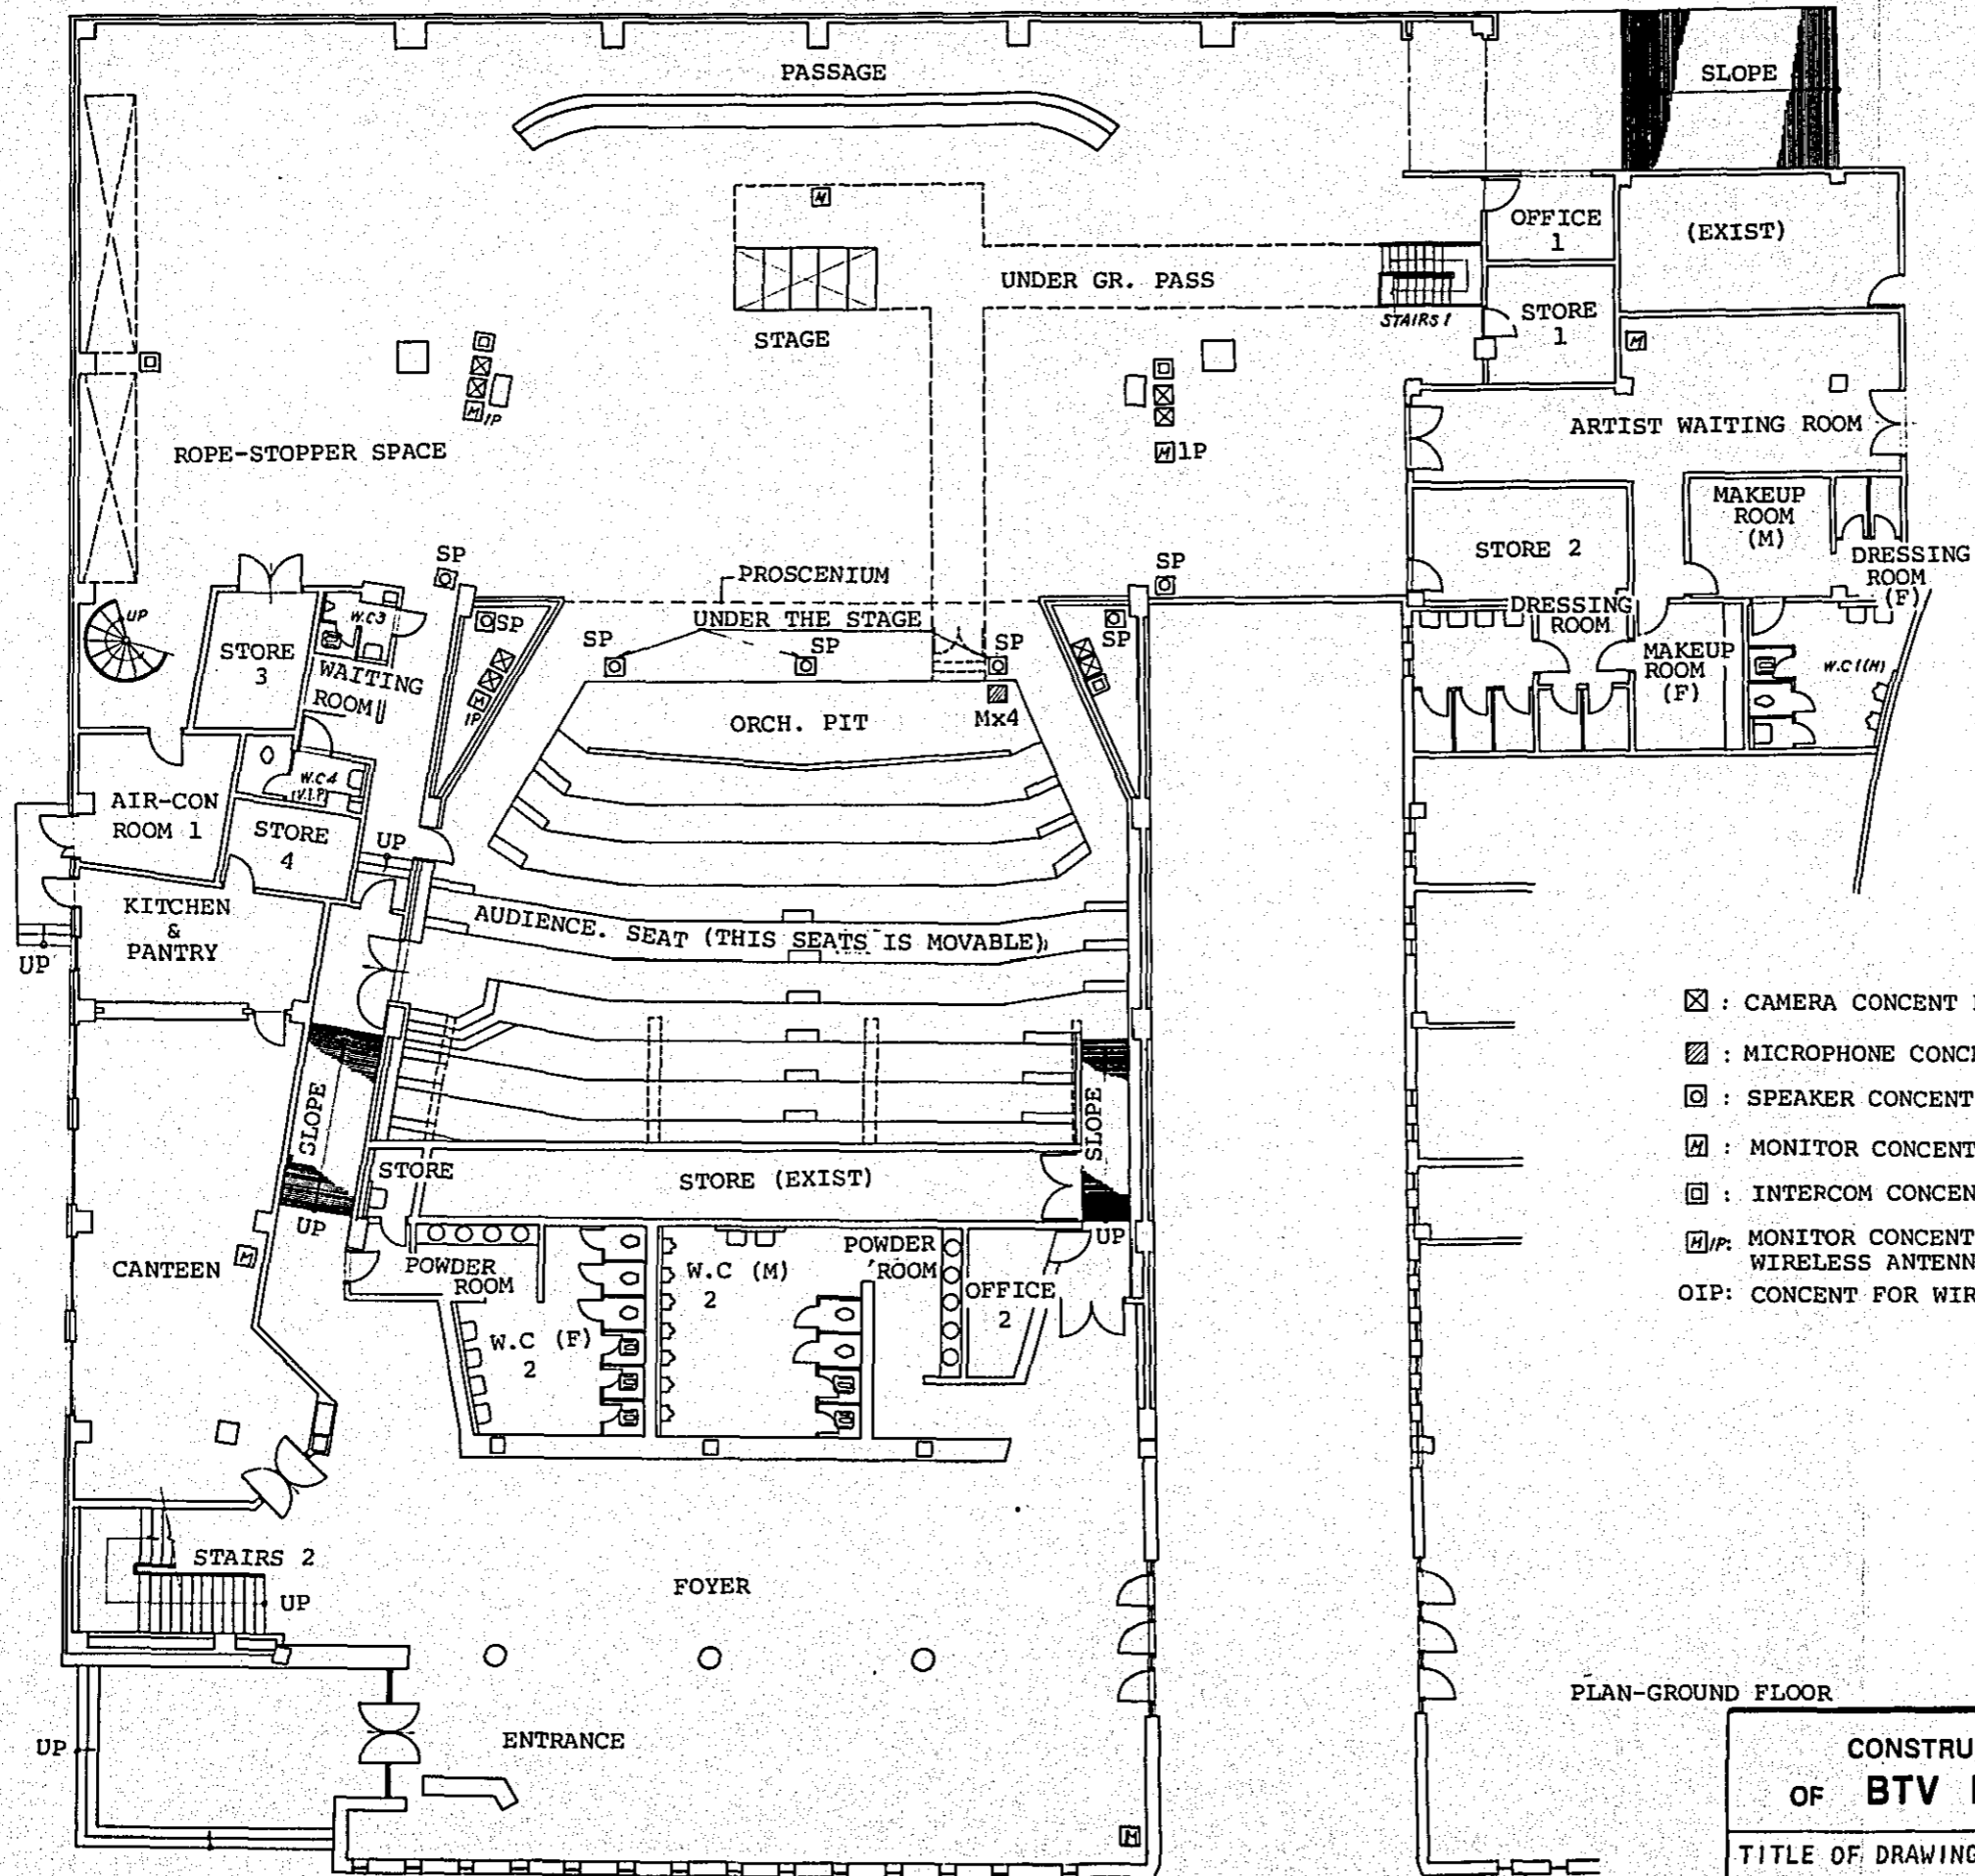 PASSAGE
SLOPE
OFFICE
1
(EXIST)
UNDER GR. PASS
STORE
1
STAIRS 1
STAGE
M
M
IP
M
1P
M
ROPE-STOPPER SPACE
ARTIST WAITING ROOM
MAKEUP
ROOM
(M)
STORE 2
DRESSING
ROOM
(F)
SP
SP
PROSCENIUM
UP
W.C3
SP
UNDER THE STAGE
SP
SP
SP
SP
DRESSING
ROOM
STORE
3
WAITING
ROOM
MAKEUP
ROOM
(F)
W.C1(M)
M
IP
Mx4
ORCH. PIT
W.C4
V.I.P
AIR-CON
ROOM 1
STORE
4
UP
KITCHEN
&
PANTRY
UP
AUDIENCE. SEAT (THIS SEATS IS MOVABLE)
: CAMERA CONCENT
: MICROPHONE CONCE
: SPEAKER CONCENT
M : MONITOR CONCENT
: INTERCOM CONCEN
M/IP: MONITOR CONCENT
WIRELESS ANTENN
OIP: CONCENT FOR WIR
SLOPE
SLOPE
STORE
STORE (EXIST)
UP
UP
CANTEEN
M
POWDER
ROOM
W.C (M)
2
POWDER
ROOM
OFFICE
2
W.C (F)
2
STAIRS 2
UP
FOYER
ENTRANCE
UP
M
PLAN-GROUND FLOOR
CONSTRU
OF BTV
TITLE OF DRAWING